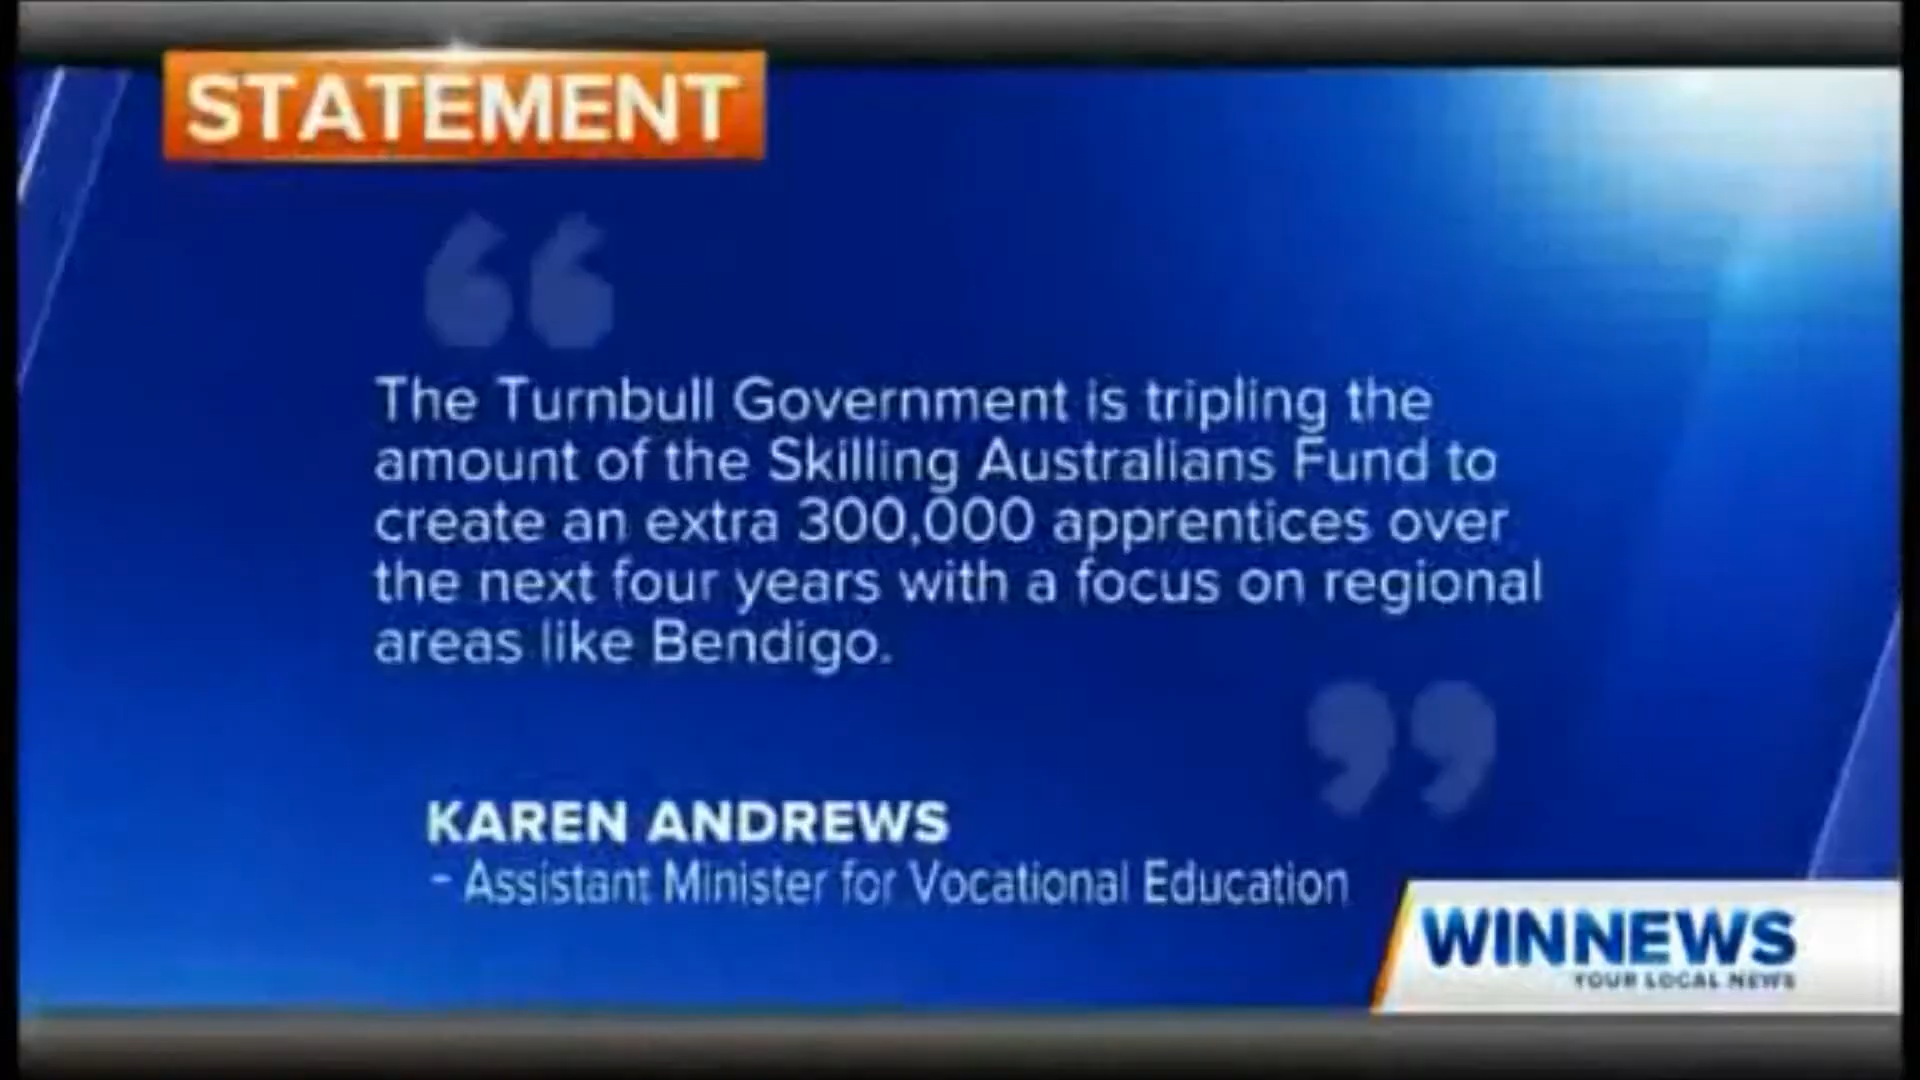 STATEMENT
“
The Turnbull Government is tripling the
amount of the Skilling Australians Fund to
create an extra 300,000 apprentices over
the next four years with a focus on regional
areas like Bendigo.
”
KAREN ANDREWS
- Assistant Minister for Vocational Education
WINNEWS
YOUR LOCAL NEWS